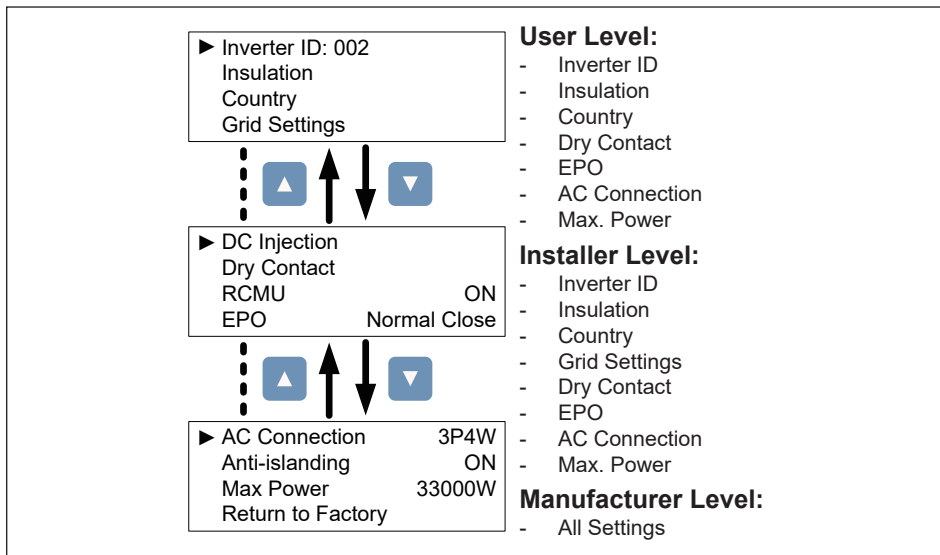 ► Inverter ID: 002
Insulation
Country
Grid Settings
▲ ▼
► DC Injection
Dry Contact
RCMU ON
EPO Normal Close
▲ ▼
► AC Connection 3P4W
Anti-islanding ON
Max Power 33000W
Return to Factory
User Level:
- Inverter ID
- Insulation
- Country
- Dry Contact
- EPO
- AC Connection
- Max. Power
Installer Level:
- Inverter ID
- Insulation
- Country
- Grid Settings
- Dry Contact
- EPO
- AC Connection
- Max. Power
Manufacturer Level:
- All Settings